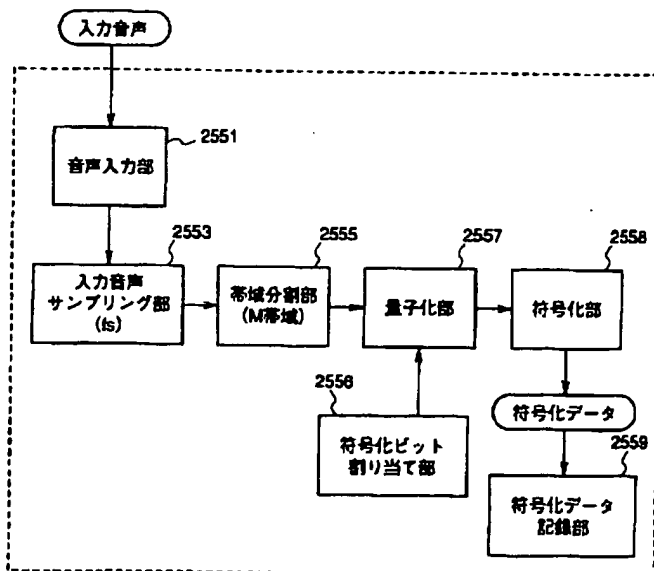 入力音声
2551
音声入力部
2553
入力音声
サンプリング部
(fs)
2555
帯域分割部
(M帯域)
2557
量子化部
2558
符号化部
2556
符号化ビット
割り当て部
符号化データ
2559
符号化データ
記録部